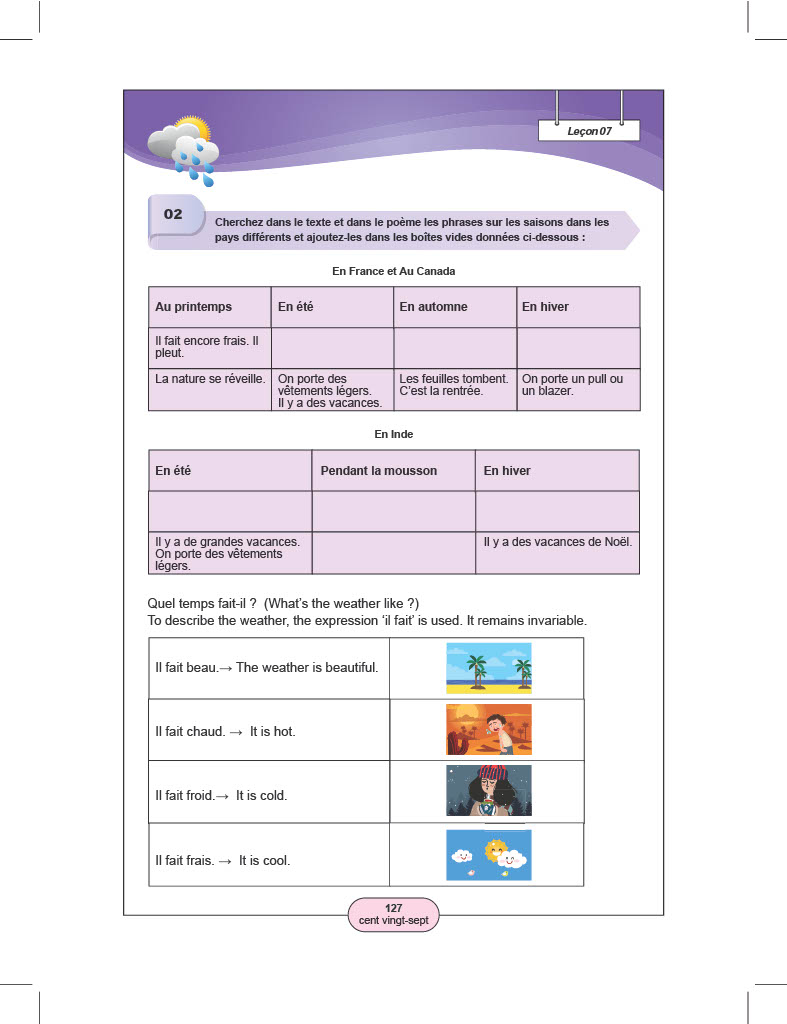 Leçon 07
02
Cherchez dans le texte et dans le poème les phrases sur les saisons dans les
pays différents et ajoutez-les dans les boîtes vides données ci-dessous :
En France et Au Canada
Au printemps
En été
En automne
En hiver
Il fait encore frais. Il
pleut.
La nature se réveille.
On porte des
vêtements légers.
Il y a des vacances.
Les feuilles tombent.
C’est la rentrée.
On porte un pull ou
un blazer.
En Inde
En été
Pendant la mousson
En hiver
Il y a de grandes vacances.
On porte des vêtements
légers.
Il y a des vacances de Noël.
Quel temps fait-il ? (What’s the weather like ?)
To describe the weather, the expression ‘il fait’ is used. It remains invariable.
Il fait beau.→ The weather is beautiful.
Il fait chaud. → It is hot.
Il fait froid.→ It is cold.
Il fait frais. → It is cool.
127
cent vingt-sept